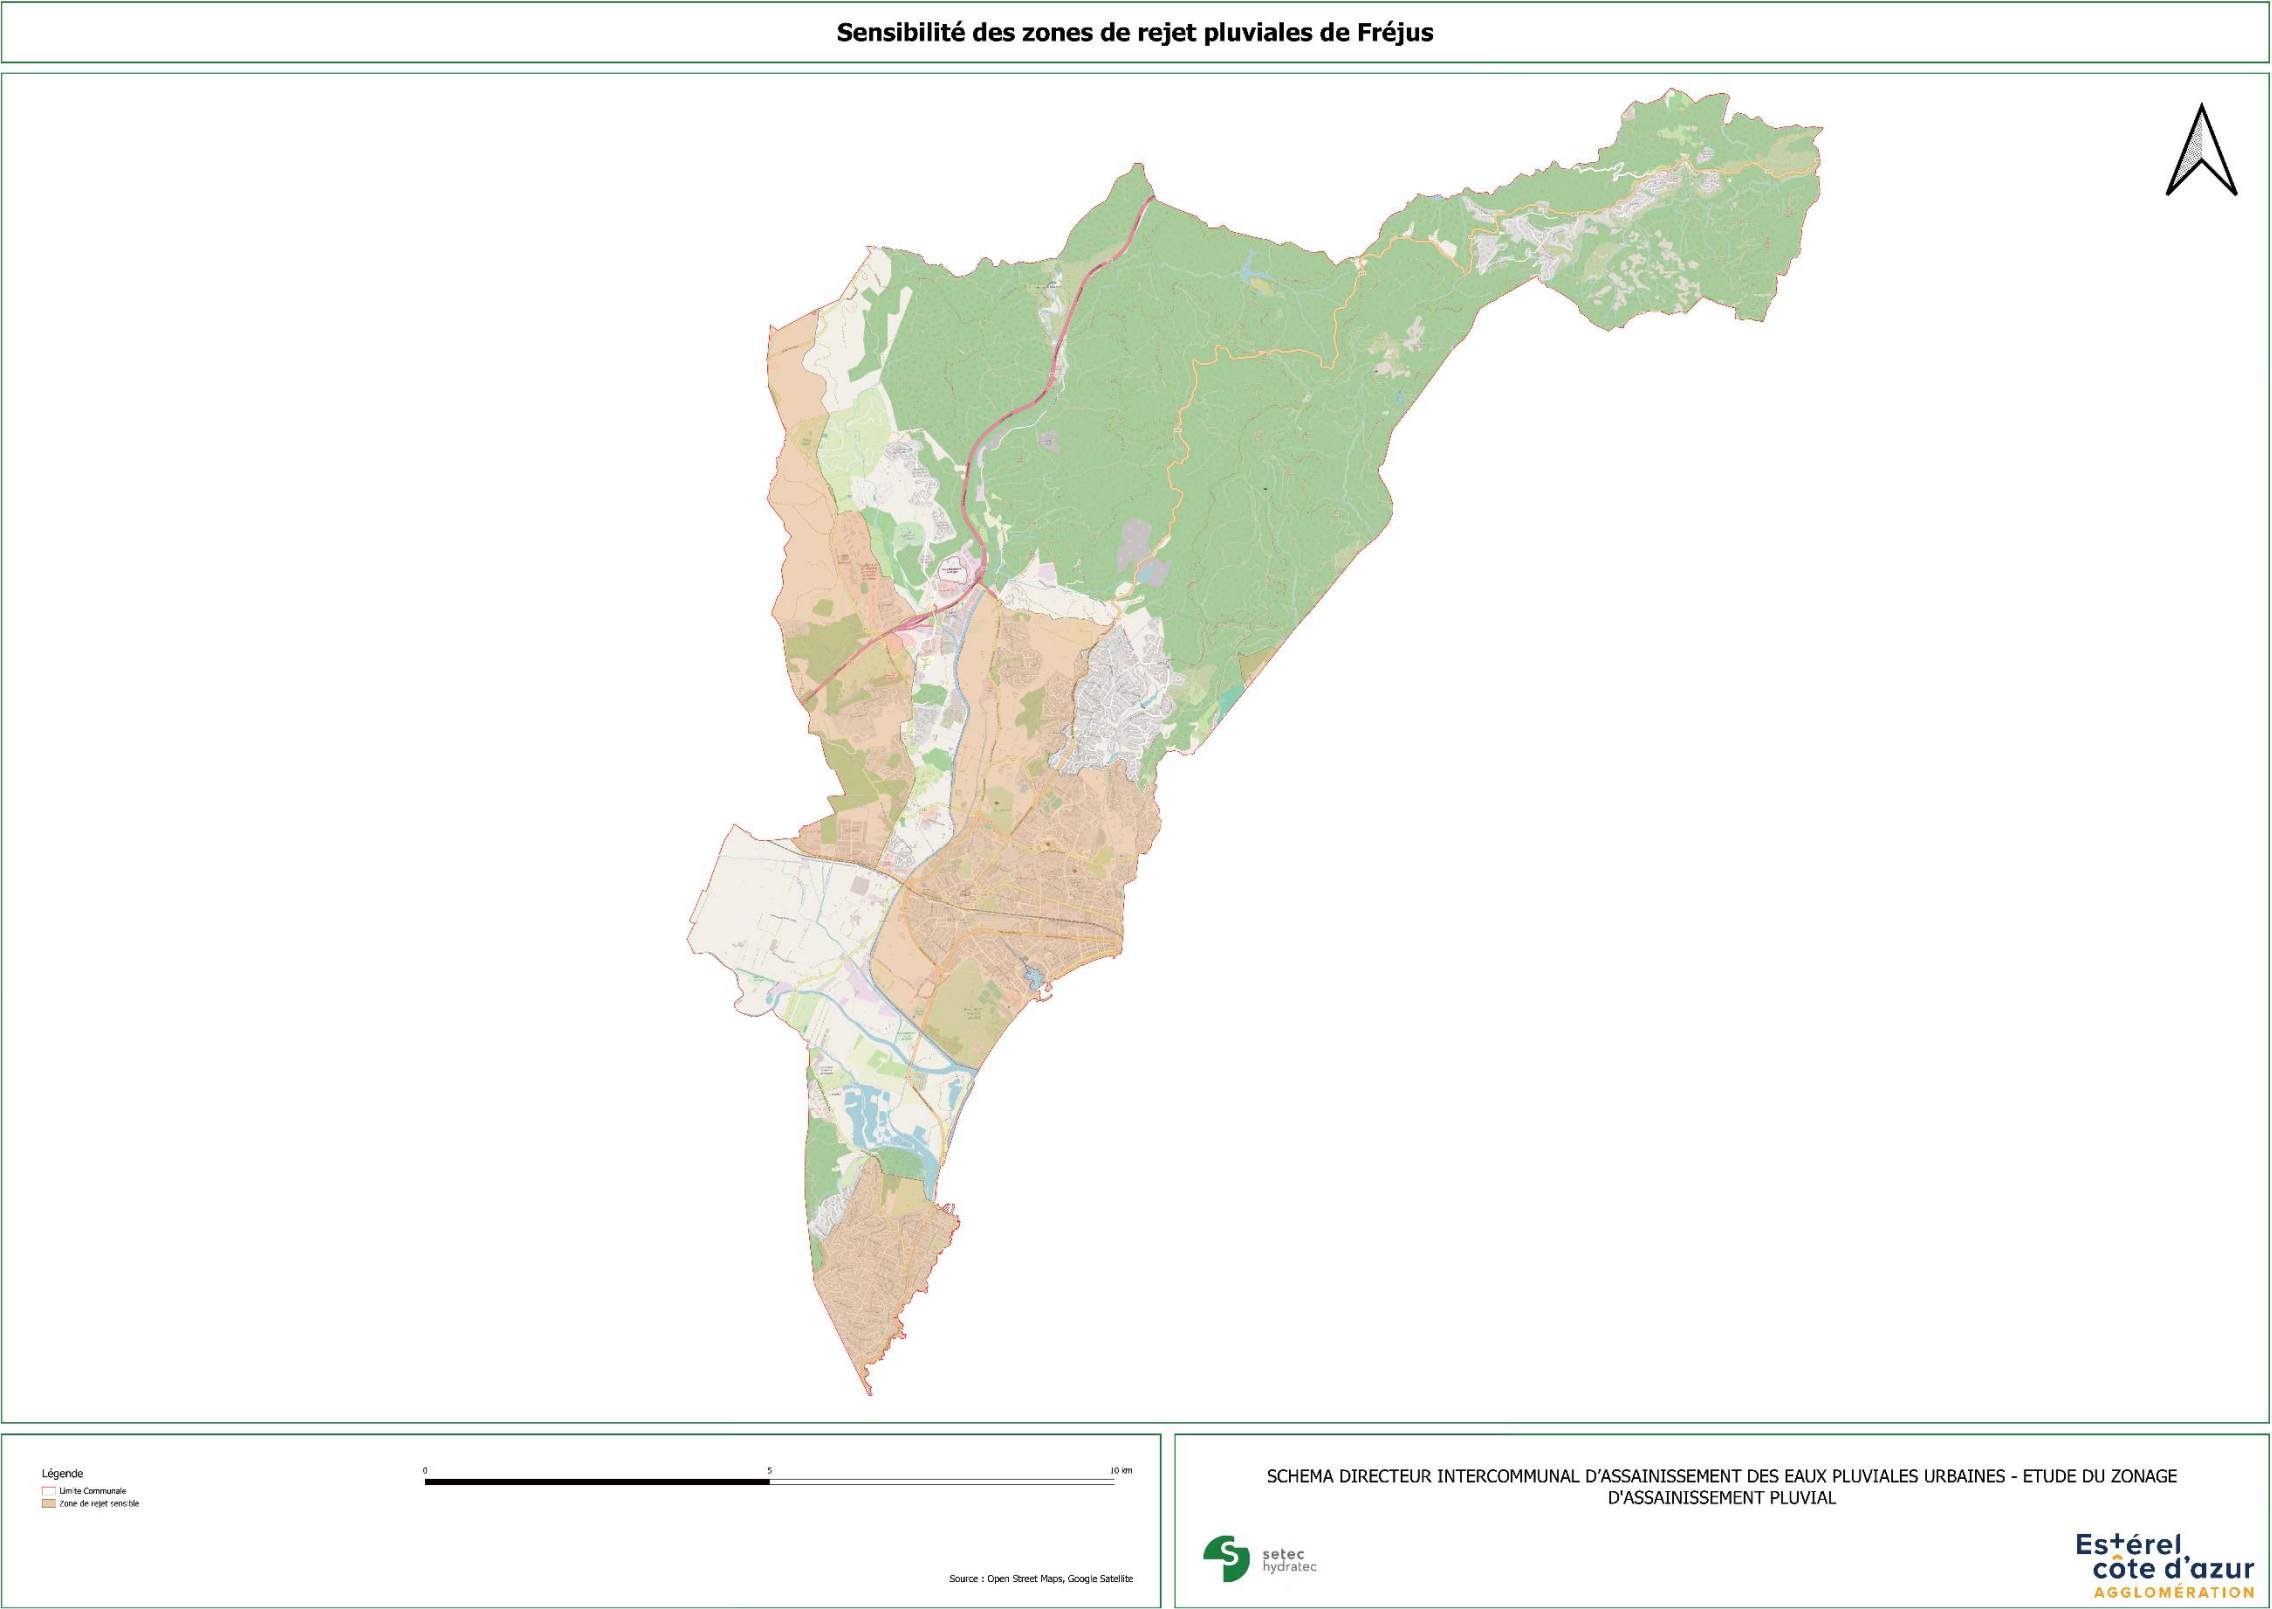 Sensibilité des zones de rejet pluviales de Fréjus
Légende
Limite Communale
Zone de rejet sensible
0 5 10 km
Source : Open Street Maps, Google Satellite
SCHEMA DIRECTEUR INTERCOMMUNAL D'ASSAINISSEMENT DES EAUX PLUVIALES URBAINES - ETUDE DU ZONAGE
D'ASSAINISSEMENT PLUVIAL
setec
hydratec
Estérel
côte d'azur
AGGLOMÉRATION